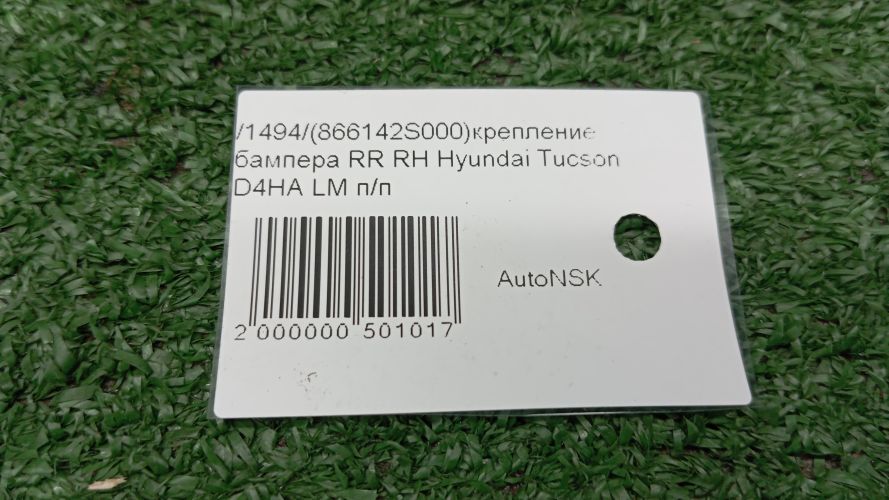 /1494/(866142S000)крепление
бампера RR RH Hyundai Tucson
D4HA LM п/п
AutoNSK
2 000000 501017